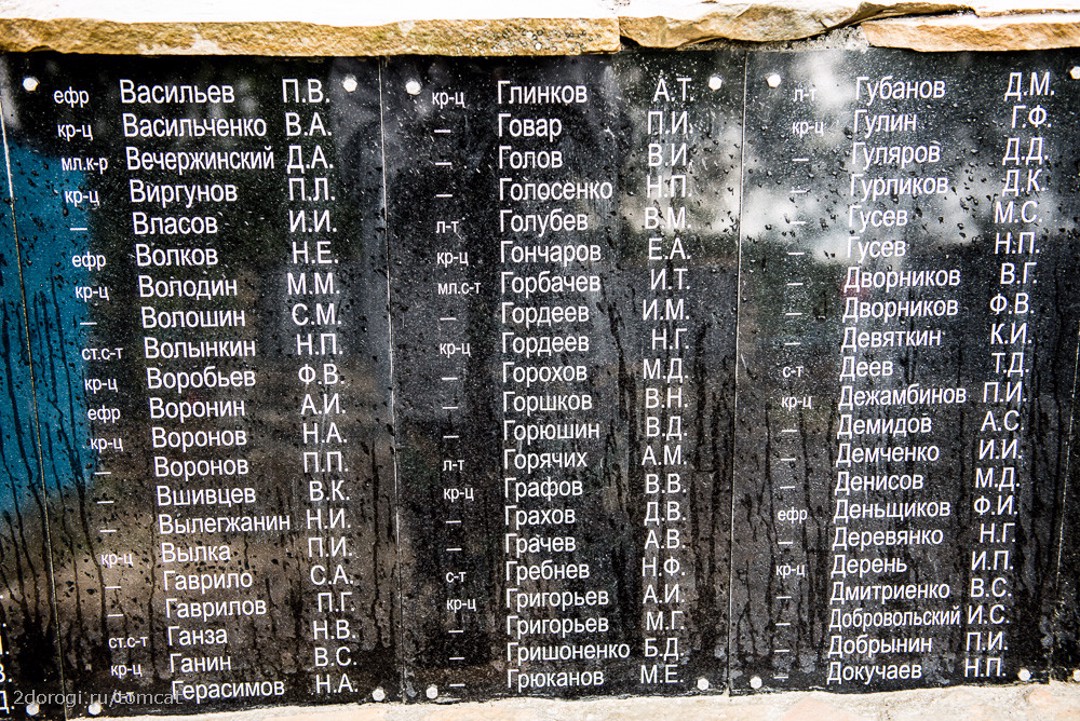 ефр Васильев П.В.
кр-ц Васильченко В.А.
мл.к-р Вечержинский Д.А.
кр-ц Виргунов П.Л.
– Власов И.И.
ефр Волков Н.Е.
кр-ц Володин М.М.
– Волошин С.М.
ст.с-т Волынкин Н.П.
кр-ц Воробьев Ф.В.
ефр Воронин А.И.
кр-ц Воронов Н.А.
– Воронов П.П.
– Вшивцев В.К.
– Вылегжанин Н.И.
кр-ц Вылка П.И.
– Гаврило С.А.
– Гаврилов П.Г.
ст.с-т Ганза Н.В.
кр-ц Ганин В.С.
Герасимов Н.А.
кр-ц Глинков А.Т.
– Говар П.И.
– Голов В.И.
– Голосенко Н.П.
л-т Голубев В.М.
кр-ц Гончаров Е.А.
мл.с-т Горбачев И.Т.
– Гордеев И.М.
кр-ц Гордеев Н.Г.
– Горохов М.Д.
– Горшков В.Н.
– Горюшин В.Д.
л-т Горячих А.М.
кр-ц Графов В.В.
– Грахов Д.В.
– Грачев А.В.
с-т Гребнев Н.Ф.
кр-ц Григорьев А.И.
– Григорьев М.Г.
– Гришоненко Б.Д.
– Грюканов М.Е.
л-т Губанов Д.М.
кр-ц Гулин Г.Ф.
– Гуляров Д.Д.
– Гурликов Д.К.
– Гусев М.С.
– Гусев Н.П.
– Дворников В.Г.
– Дворников Ф.В.
– Девяткин К.И.
с-т Деев Т.Д.
кр-ц Дежамбинов П.И.
– Демидов А.С.
– Демченко И.И.
– Денисов М.Д.
ефр Деньщиков Ф.И.
– Деревянко Н.Г.
кр-ц Дерень И.П.
– Дмитриенко В.С.
– Добровольский И.С.
– Добрынин П.И.
– Докучаев Н.П.
2dorogi.ru/tomcat